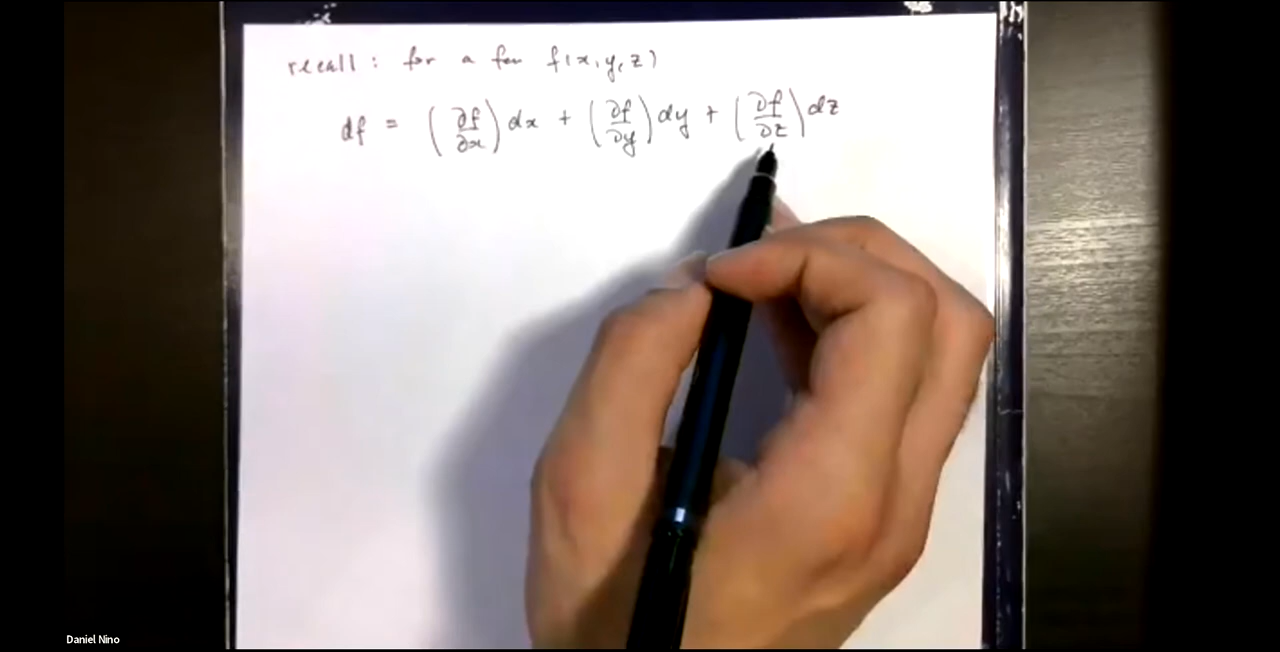 recall : for a fcn f(x,y,z)
df = (∂f/∂x) dx + (∂f/∂y) dy + (∂f/∂z) dz
Daniel Nino